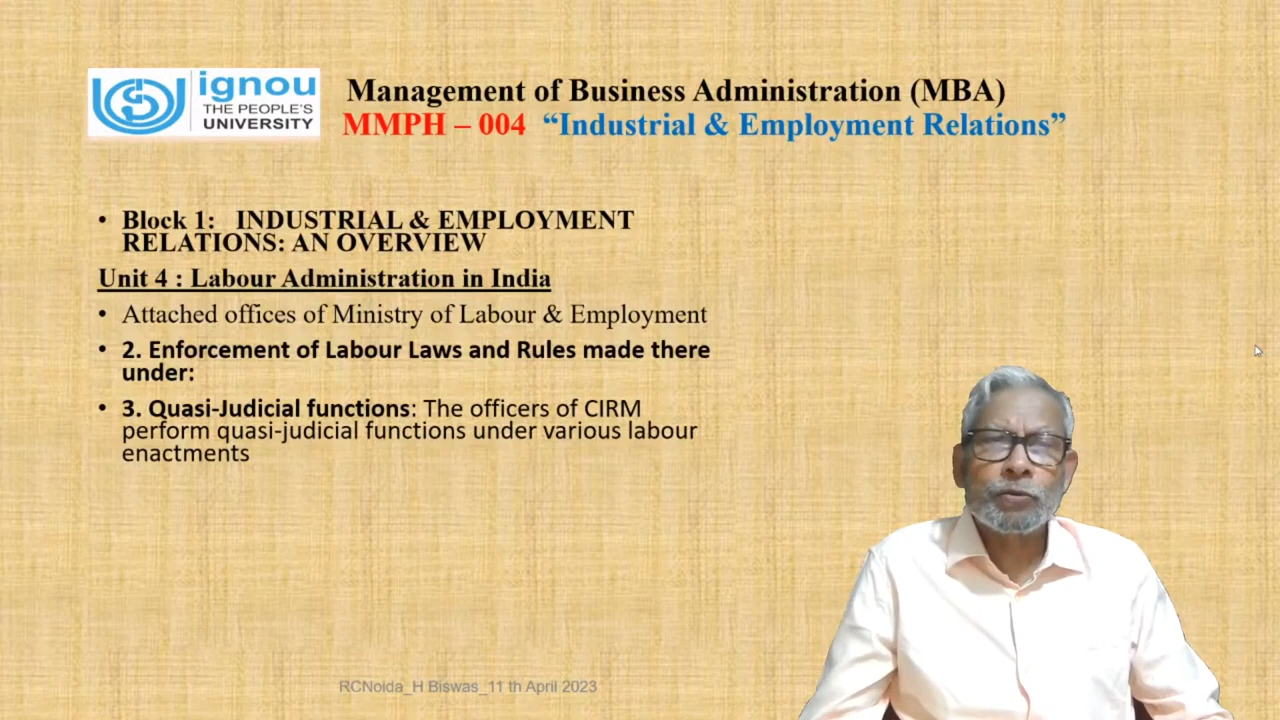 ignou
THE PEOPLE'S
UNIVERSITY
Management of Business Administration (MBA)
MMPH – 004 “Industrial & Employment Relations”
• Block 1: INDUSTRIAL & EMPLOYMENT
RELATIONS: AN OVERVIEW
Unit 4 : Labour Administration in India
• Attached offices of Ministry of Labour & Employment
• 2. Enforcement of Labour Laws and Rules made there
under:
• 3. Quasi-Judicial functions: The officers of CIRM
perform quasi-judicial functions under various labour
enactments
RCNoida_H Biswas_11 th April 2023